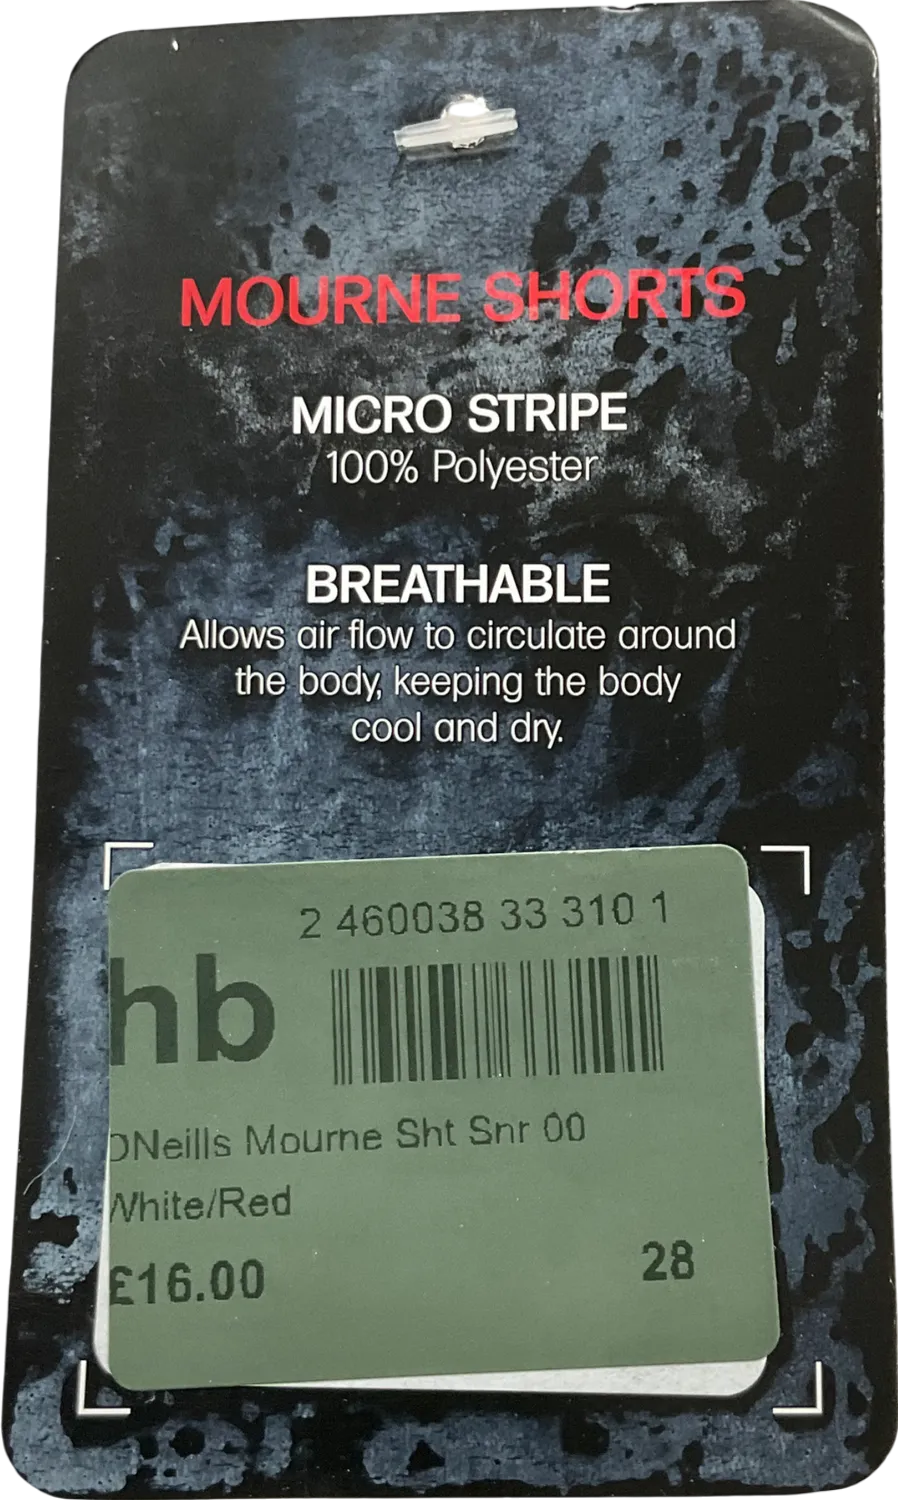 MOURNE SHORTS
MICRO STRIPE
100% Polyester
BREATHABLE
Allows air flow to circulate around
the body, keeping the body
cool and dry.
2 460038 33 310 1
hb
ONeills Mourne Sht Snr 00
White/Red
£16.00
28